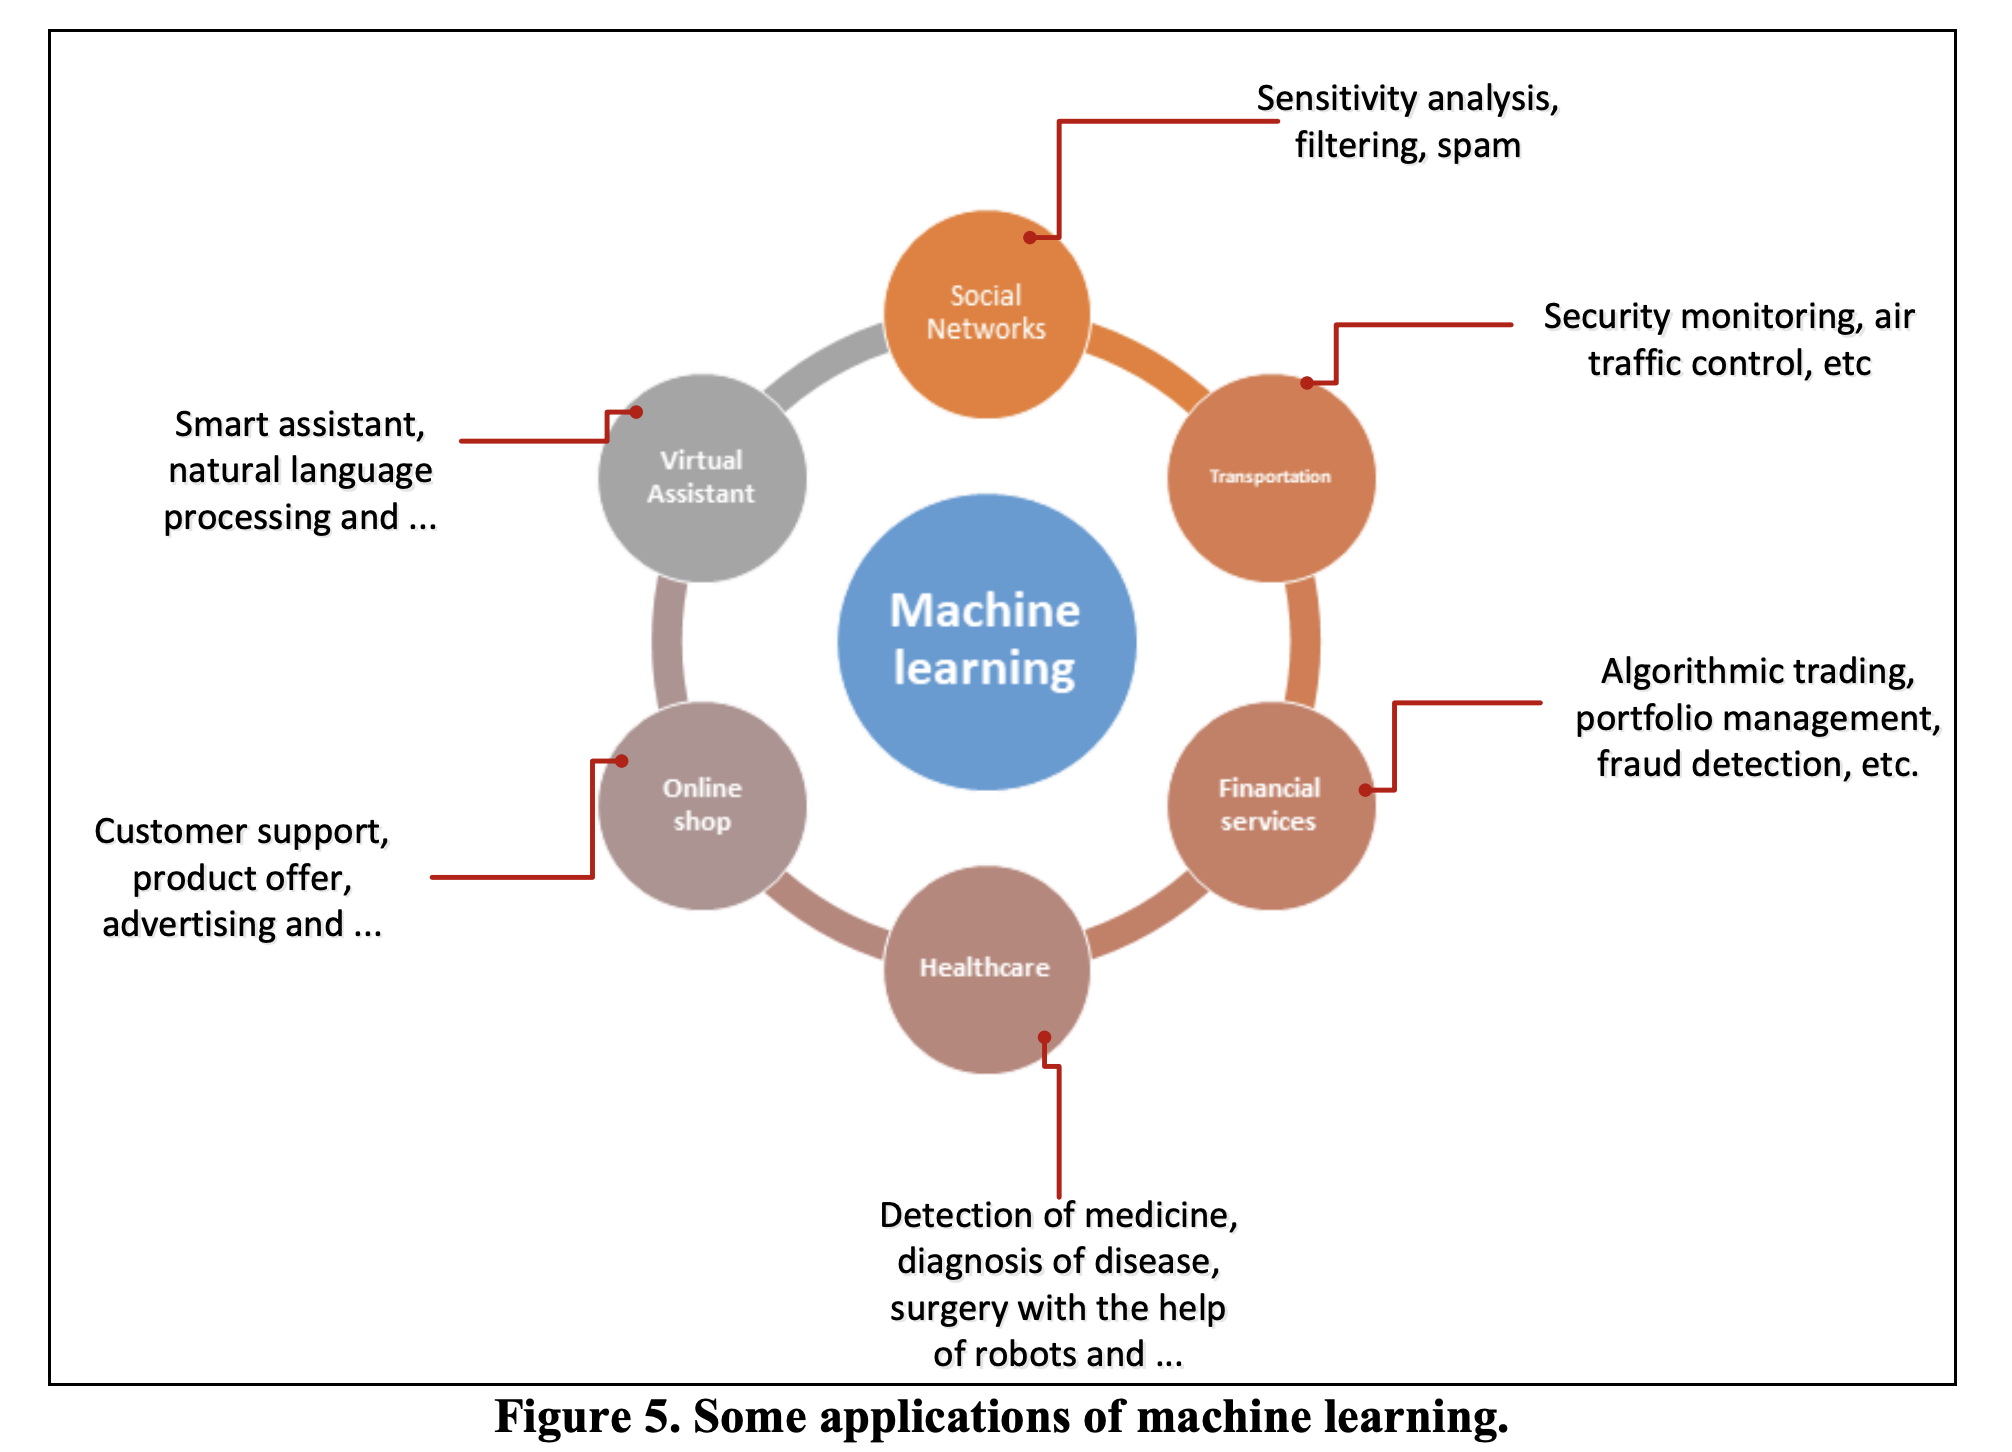 Sensitivity analysis,
filtering, spam
Social
Networks
Security monitoring, air
traffic control, etc
Transportation
Smart assistant,
natural language
processing and ...
Virtual
Assistant
Machine
learning
Algorithmic trading,
portfolio management,
fraud detection, etc.
Financial
services
Customer support,
product offer,
advertising and ...
Online
shop
Healthcare
Detection of medicine,
diagnosis of disease,
surgery with the help
of robots and ...
Figure 5. Some applications of machine learning.